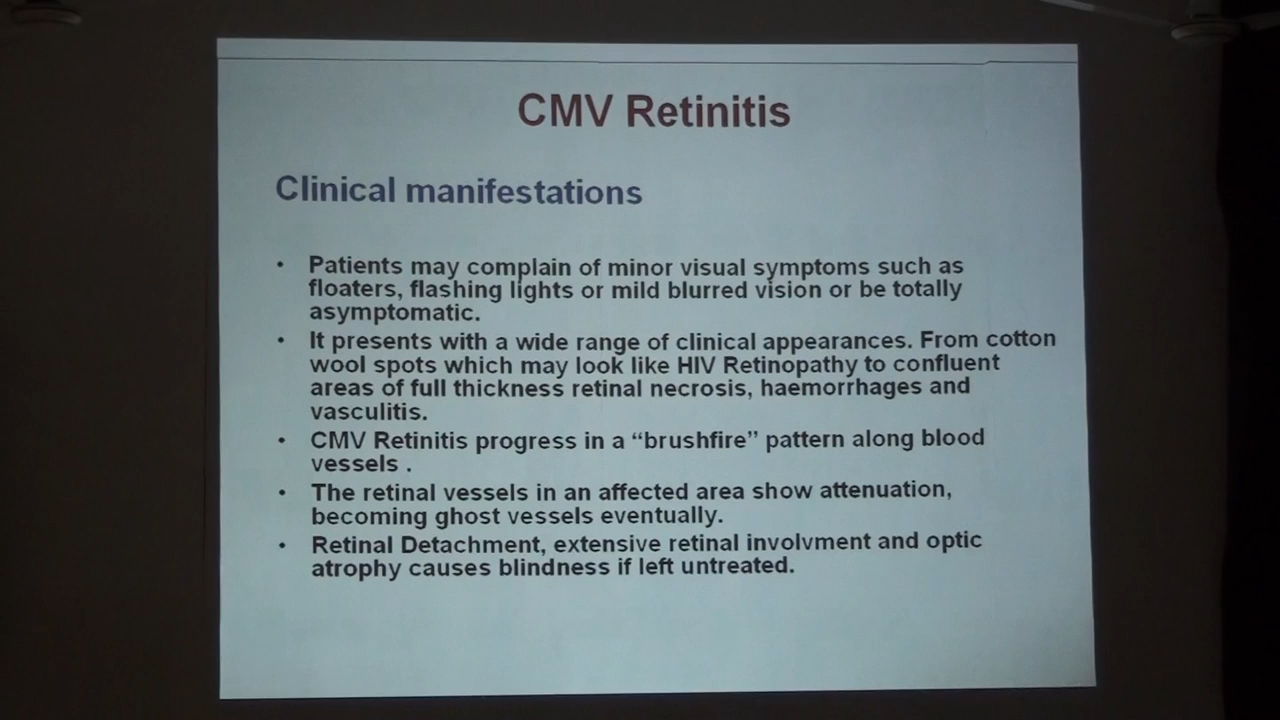 CMV Retinitis
Clinical manifestations
• Patients may complain of minor visual symptoms such as
floaters, flashing lights or mild blurred vision or be totally
asymptomatic.
• It presents with a wide range of clinical appearances. From cotton
wool spots which may look like HIV Retinopathy to confluent
areas of full thickness retinal necrosis, haemorrhages and
vasculitis.
• CMV Retinitis progress in a “brushfire” pattern along blood
vessels .
• The retinal vessels in an affected area show attenuation,
becoming ghost vessels eventually.
• Retinal Detachment, extensive retinal involvment and optic
atrophy causes blindness if left untreated.